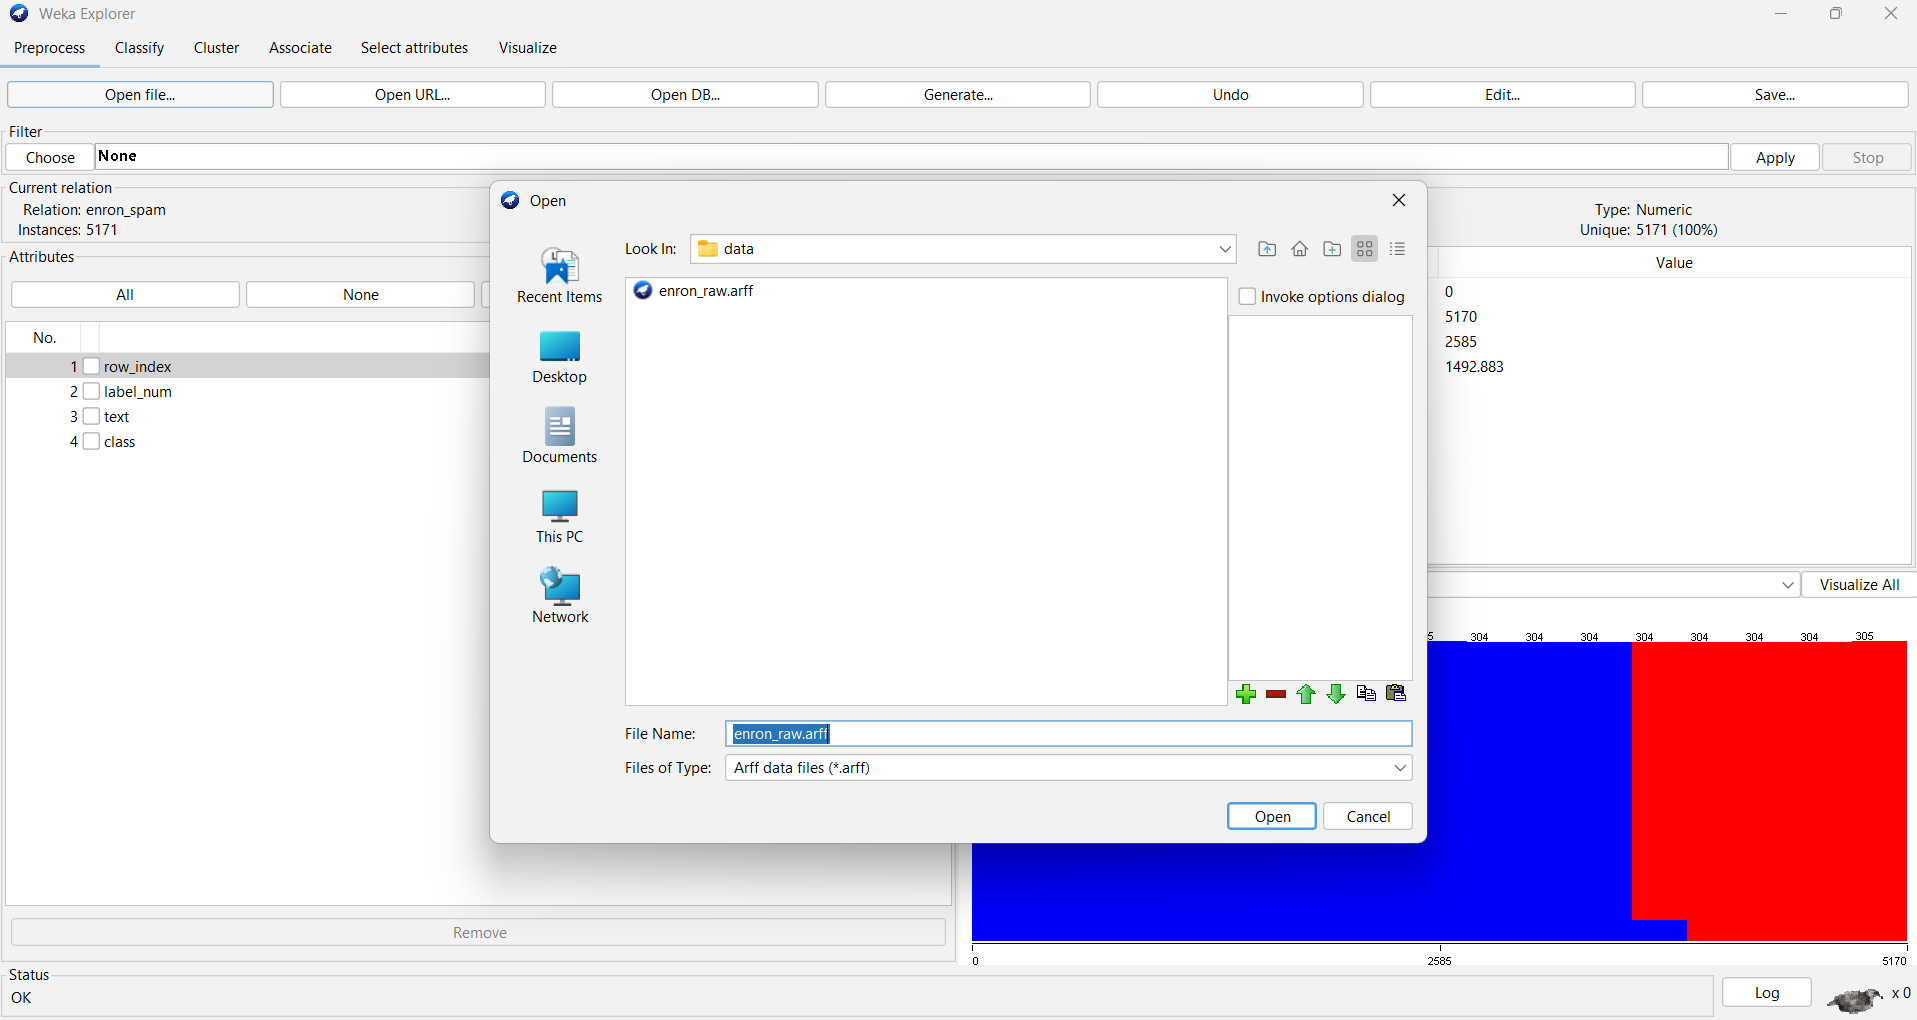 Weka Explorer
Preprocess Classify Cluster Associate Select attributes Visualize
Open file... Open URL... Open DB... Generate... Undo Edit... Save...
Filter
Choose None Apply Stop
Current relation
Relation: enron_spam
Instances: 5171
Type: Numeric
Unique: 5171 (100%)
Attributes
All None
No.
1 row_index
2 label_num
3 text
4 class
Remove
Open
Look In: data
Recent Items
Desktop
Documents
This PC
Network
enron_raw.arff
Invoke options dialog
File Name: enron_raw.arff
Files of Type: Arff data files (*.arff)
Open Cancel
Value
0
5170
2585
1492.883
Visualize All
5 304 304 304 304 304 304 304 305
0 2585 5170
Status
OK
Log x 0